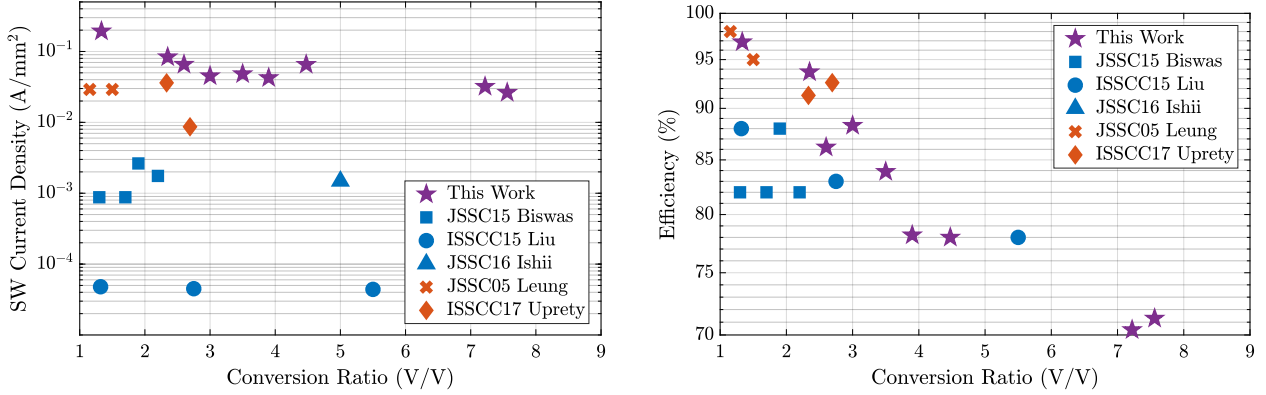 SW Current Density (A/mm²)
10⁻¹
10⁻²
10⁻³
10⁻⁴
This Work
JSSC15 Biswas
ISSCC15 Liu
JSSC16 Ishii
JSSC05 Leung
ISSCC17 Uprety
1 2 3 4 5 6 7 8 9
Conversion Ratio (V/V)
Efficiency (%)
100
95
90
85
80
75
70
This Work
JSSC15 Biswas
ISSCC15 Liu
JSSC16 Ishii
JSSC05 Leung
ISSCC17 Uprety
1 2 3 4 5 6 7 8 9
Conversion Ratio (V/V)